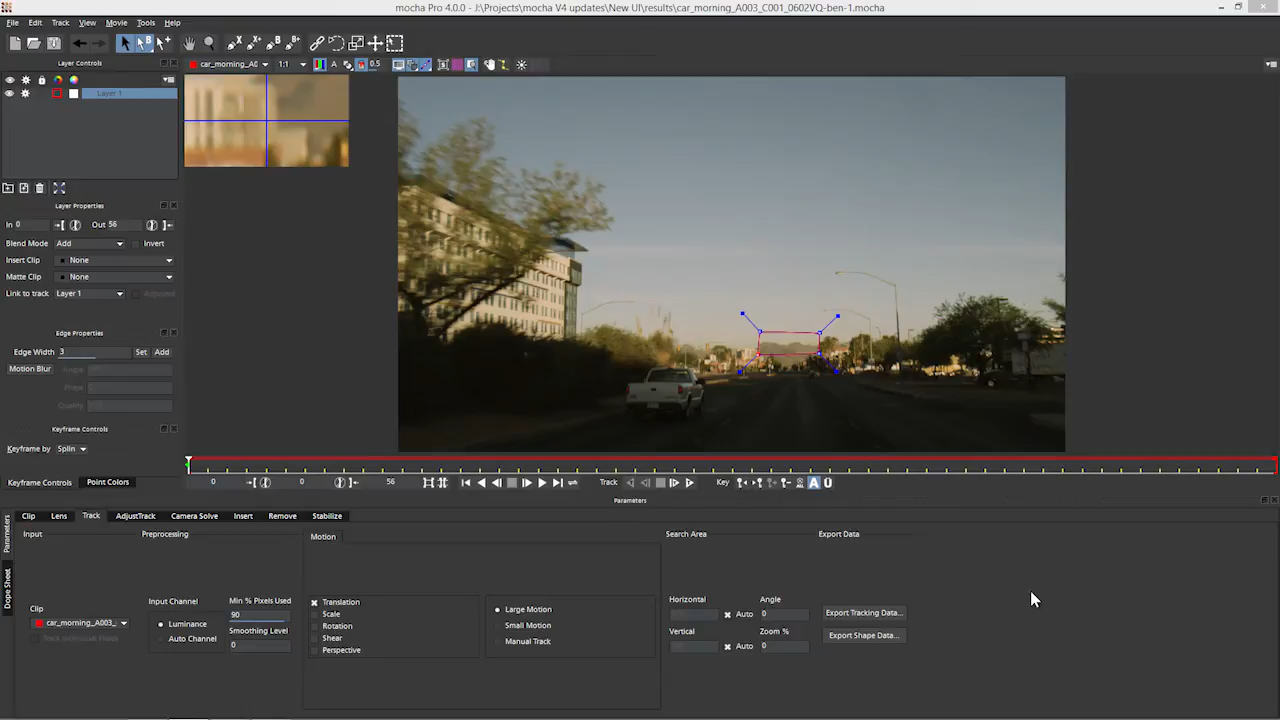 mocha Pro 4.0.0 - J:\Projects\mocha V4 updates\New UI\results\car_morning_A003_C001_0602VQ-ben-1.mocha
File Edit Track View Movie Tools Help
Layer Controls
car_morning_A0
1:1
A
0.5
Layer 1
Layer Properties
In 0
Out 56
Blend Mode Add
Invert
Insert Clip None
Matte Clip None
Link to track Layer 1
Adjusted
Edge Properties
Edge Width 3
Set Add
Motion Blur
Angle
Phase
Quality
Keyframe Controls
Keyframe by Splin
Keyframe Controls Point Colors
0
0
56
Track
Key
A
Parameters
Clip Lens Track AdjustTrack Camera Solve Insert Remove Stabilize
Parameters
Dope Sheet
Input
Clip
car_morning_A003_
Track Individual Fields
Preprocessing
Input Channel
Luminance
Auto Channel
Min % Pixels Used
90
Smoothing Level
0
Motion
Translation
Scale
Rotation
Shear
Perspective
Large Motion
Small Motion
Manual Track
Search Area
Horizontal
Auto
Vertical
Auto
Angle
0
Zoom %
0
Export Data
Export Tracking Data...
Export Shape Data...